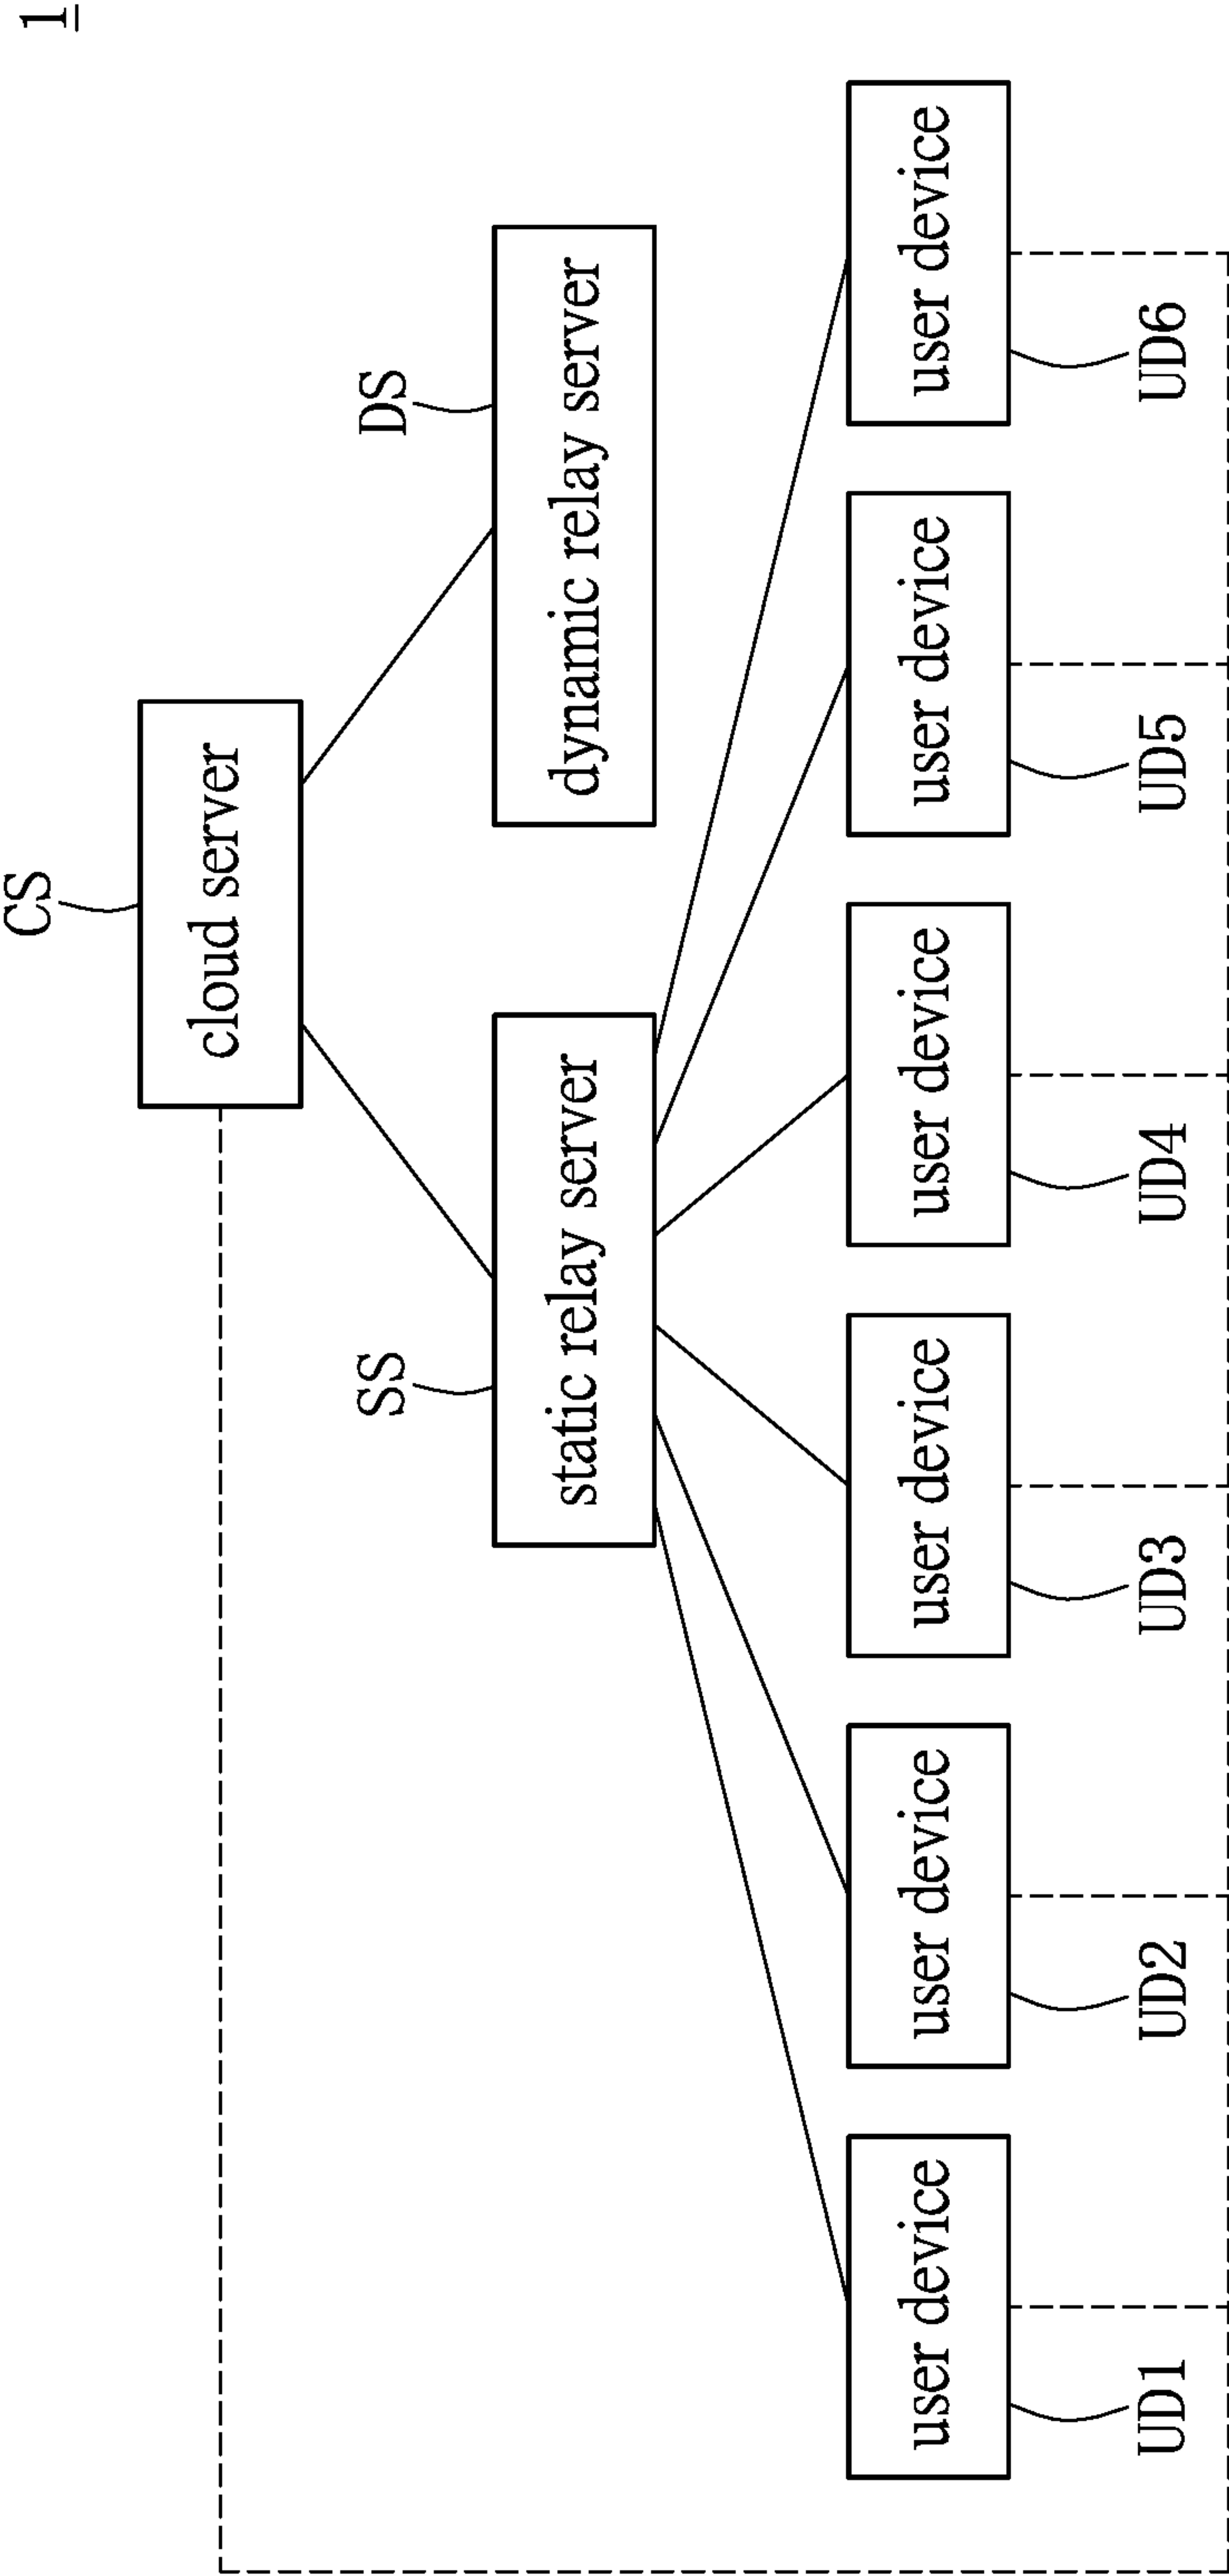 1
CS
cloud server
SS
DS
static relay server
dynamic relay server
user device
user device
user device
user device
user device
user device
UD1
UD2
UD3
UD4
UD5
UD6